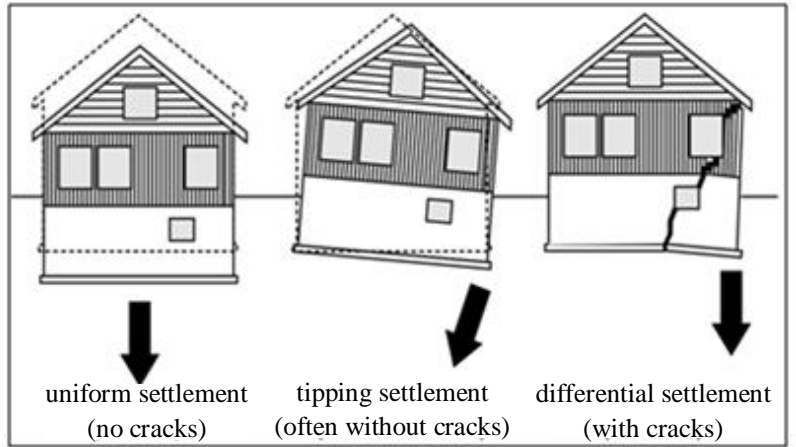 uniform settlement
(no cracks)
tipping settlement
(often without cracks)
differential settlement
(with cracks)